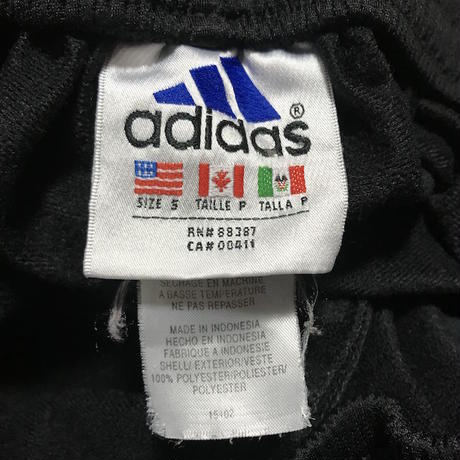 adidas ®
SIZE S TAILLE P TALLA P
RN# 88387
CA# 00411
SECHAGE EN MACHINE
A BASSE TEMPERATURE
NE PAS REPASSER
MADE IN INDONESIA
HECHO EN INDONESIA
FABRIQUE A INDONESIA
SHELL/EXTERIOR/VESTE
100% POLYESTER/POLIESTER/
POLYESTER
15102